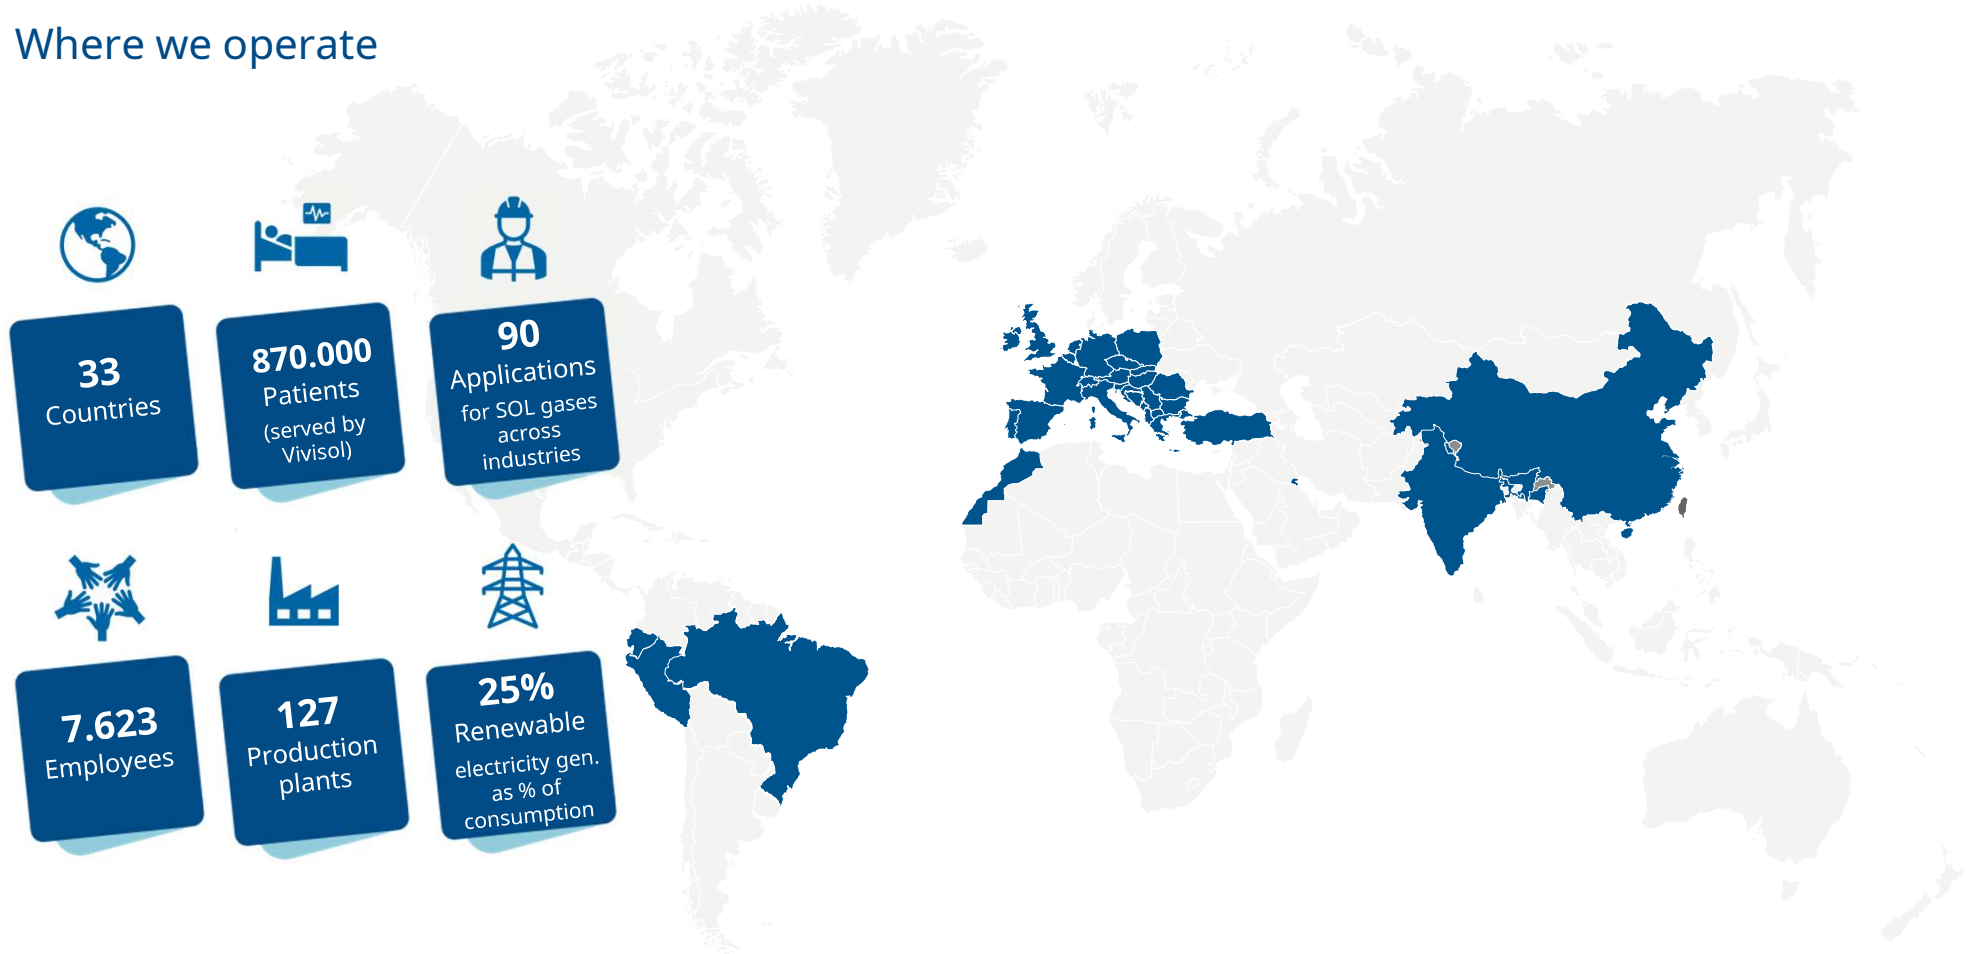 Where we operate
33
Countries
870.000
Patients
(served by
Vivisol)
90
Applications
for SOL gases
across
industries
7.623
Employees
127
Production
plants
25%
Renewable
electricity gen.
as % of
consumption